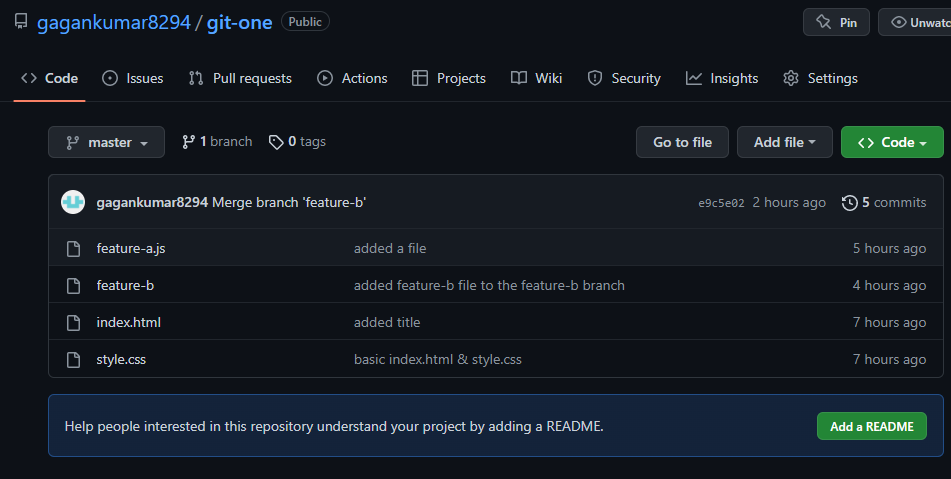 gagankumar8294 / git-one Public Pin Unwatc
Code Issues Pull requests Actions Projects Wiki Security Insights Settings
master 1 branch 0 tags Go to file Add file Code
gagankumar8294 Merge branch 'feature-b' e9c5e02 2 hours ago 5 commits
feature-a.js added a file 5 hours ago
feature-b added feature-b file to the feature-b branch 4 hours ago
index.html added title 7 hours ago
style.css basic index.html & style.css 7 hours ago
Help people interested in this repository understand your project by adding a README. Add a README